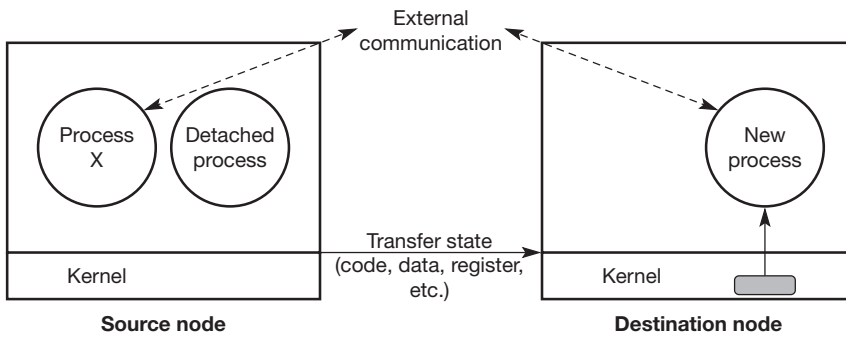 External
communication
Process
X
Detached
process
New
process
Transfer state
(code, data, register,
etc.)
Kernel
Kernel
Source node
Destination node